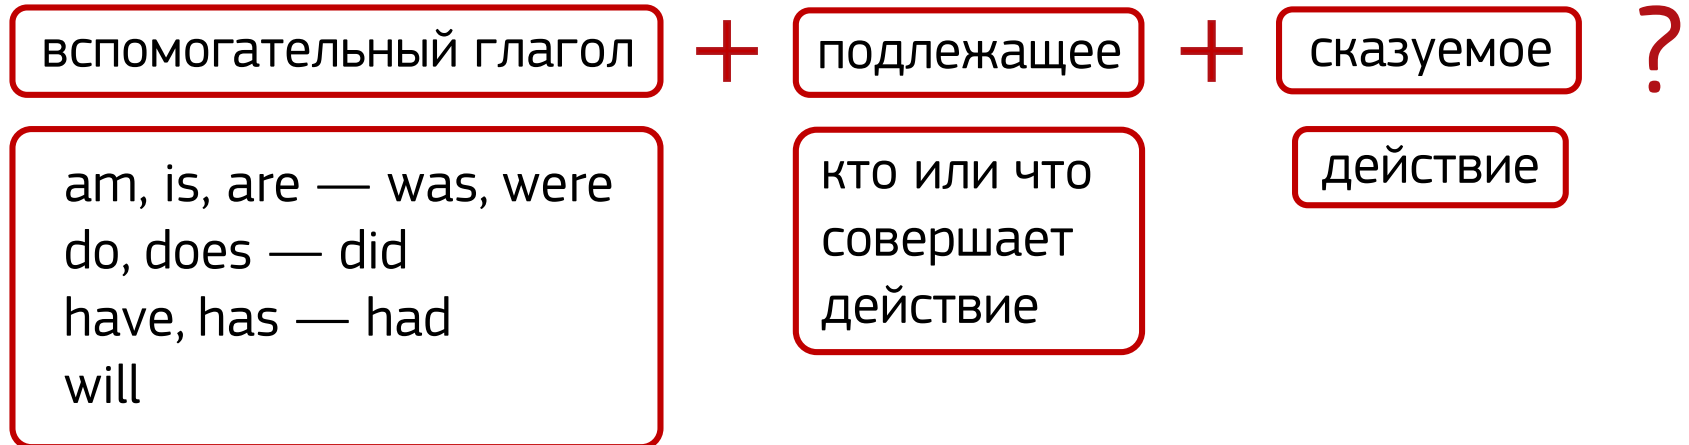 вспомогательный глагол + подлежащее + сказуемое ?
am, is, are — was, were
do, does — did
have, has — had
will
кто или что
совершает
действие
действие